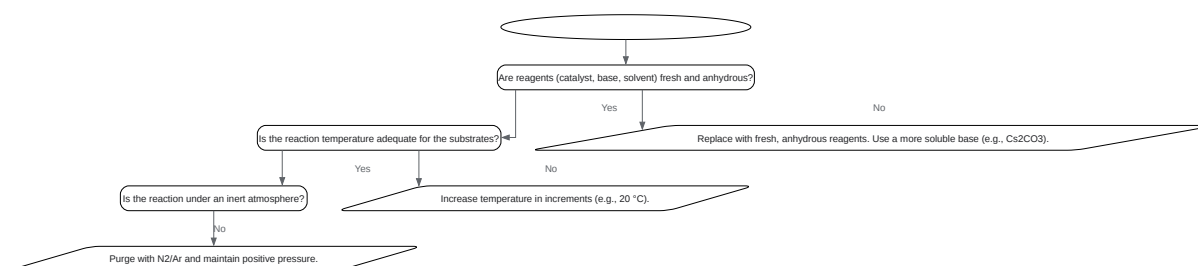 Are reagents (catalyst, base, solvent) fresh and anhydrous?
Yes
No
Is the reaction temperature adequate for the substrates?
Replace with fresh, anhydrous reagents. Use a more soluble base (e.g., Cs2CO3).
Yes
No
Is the reaction under an inert atmosphere?
Increase temperature in increments (e.g., 20 °C).
No
Purge with N2/Ar and maintain positive pressure.